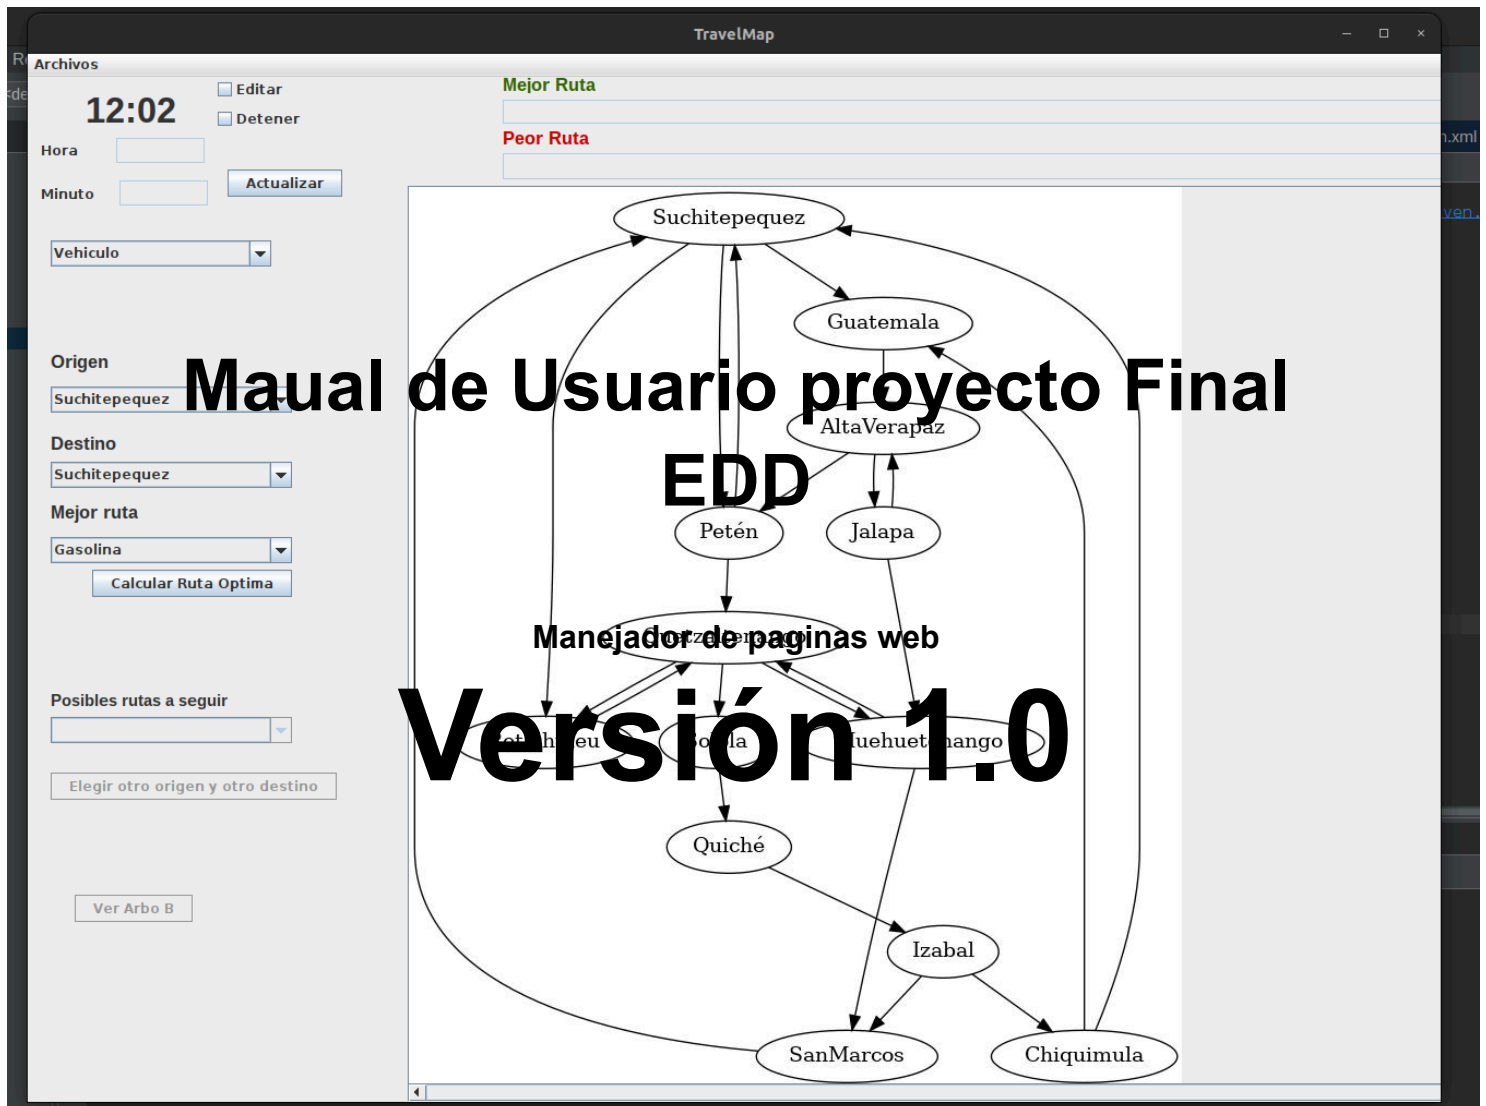 TravelMap
Archivos
12:02
Editar
Detener
Hora
Minuto
Actualizar
Vehiculo
Mejor Ruta
Peor Ruta
Origen
Suchitepequez
Destino
Suchitepequez
Mejor ruta
Gasolina
Calcular Ruta Optima
Posibles rutas a seguir
Elegir otro origen y otro destino
Ver Arbo B
Maual de Usuario proyecto Final
EDD
Manejador de paginas web
Versión 1.0
Suchitepequez
Guatemala
AltaVerapaz
Petén
Jalapa
Quiché
Izabal
SanMarcos
Chiquimula
n.xml
ven.